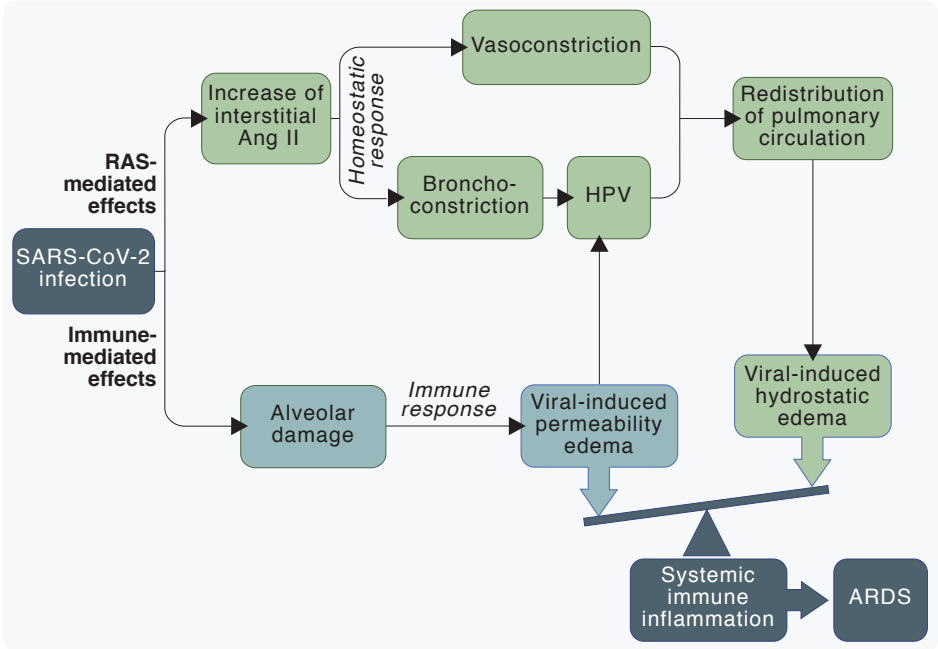 Vasoconstriction
Increase of
interstitial
Ang II
Homeostatic
response
Redistribution
of pulmonary
circulation
RAS-
mediated
effects
Broncho-
constriction
HPV
SARS-CoV-2
infection
Immune-
mediated
effects
Alveolar
damage
Immune
response
Viral-induced
permeability
edema
Viral-induced
hydrostatic
edema
Systemic
immune
inflammation
ARDS